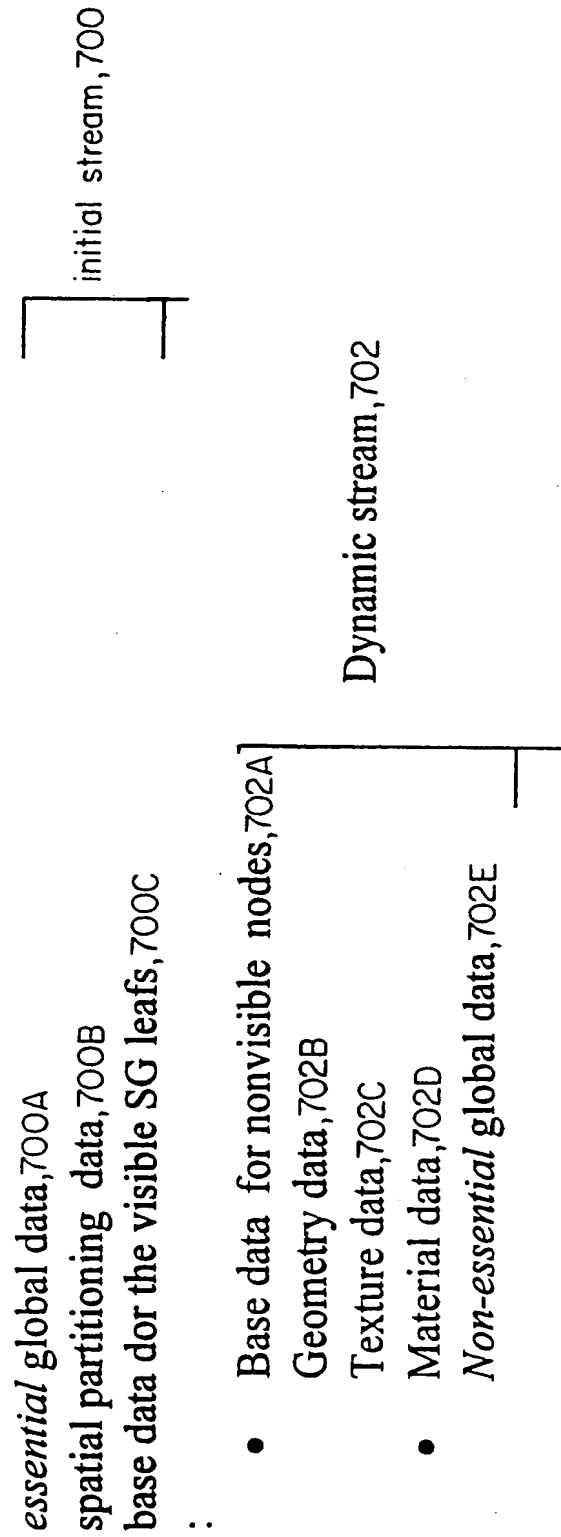 essential global data,700A
spatial partitioning data,700B
base data dor the visible SG leafs,700C
initial stream,700
:
• Base data for nonvisible nodes,702A
Geometry data,702B
Texture data,702C
• Material data,702D
Non-essential global data,702E
Dynamic stream,702